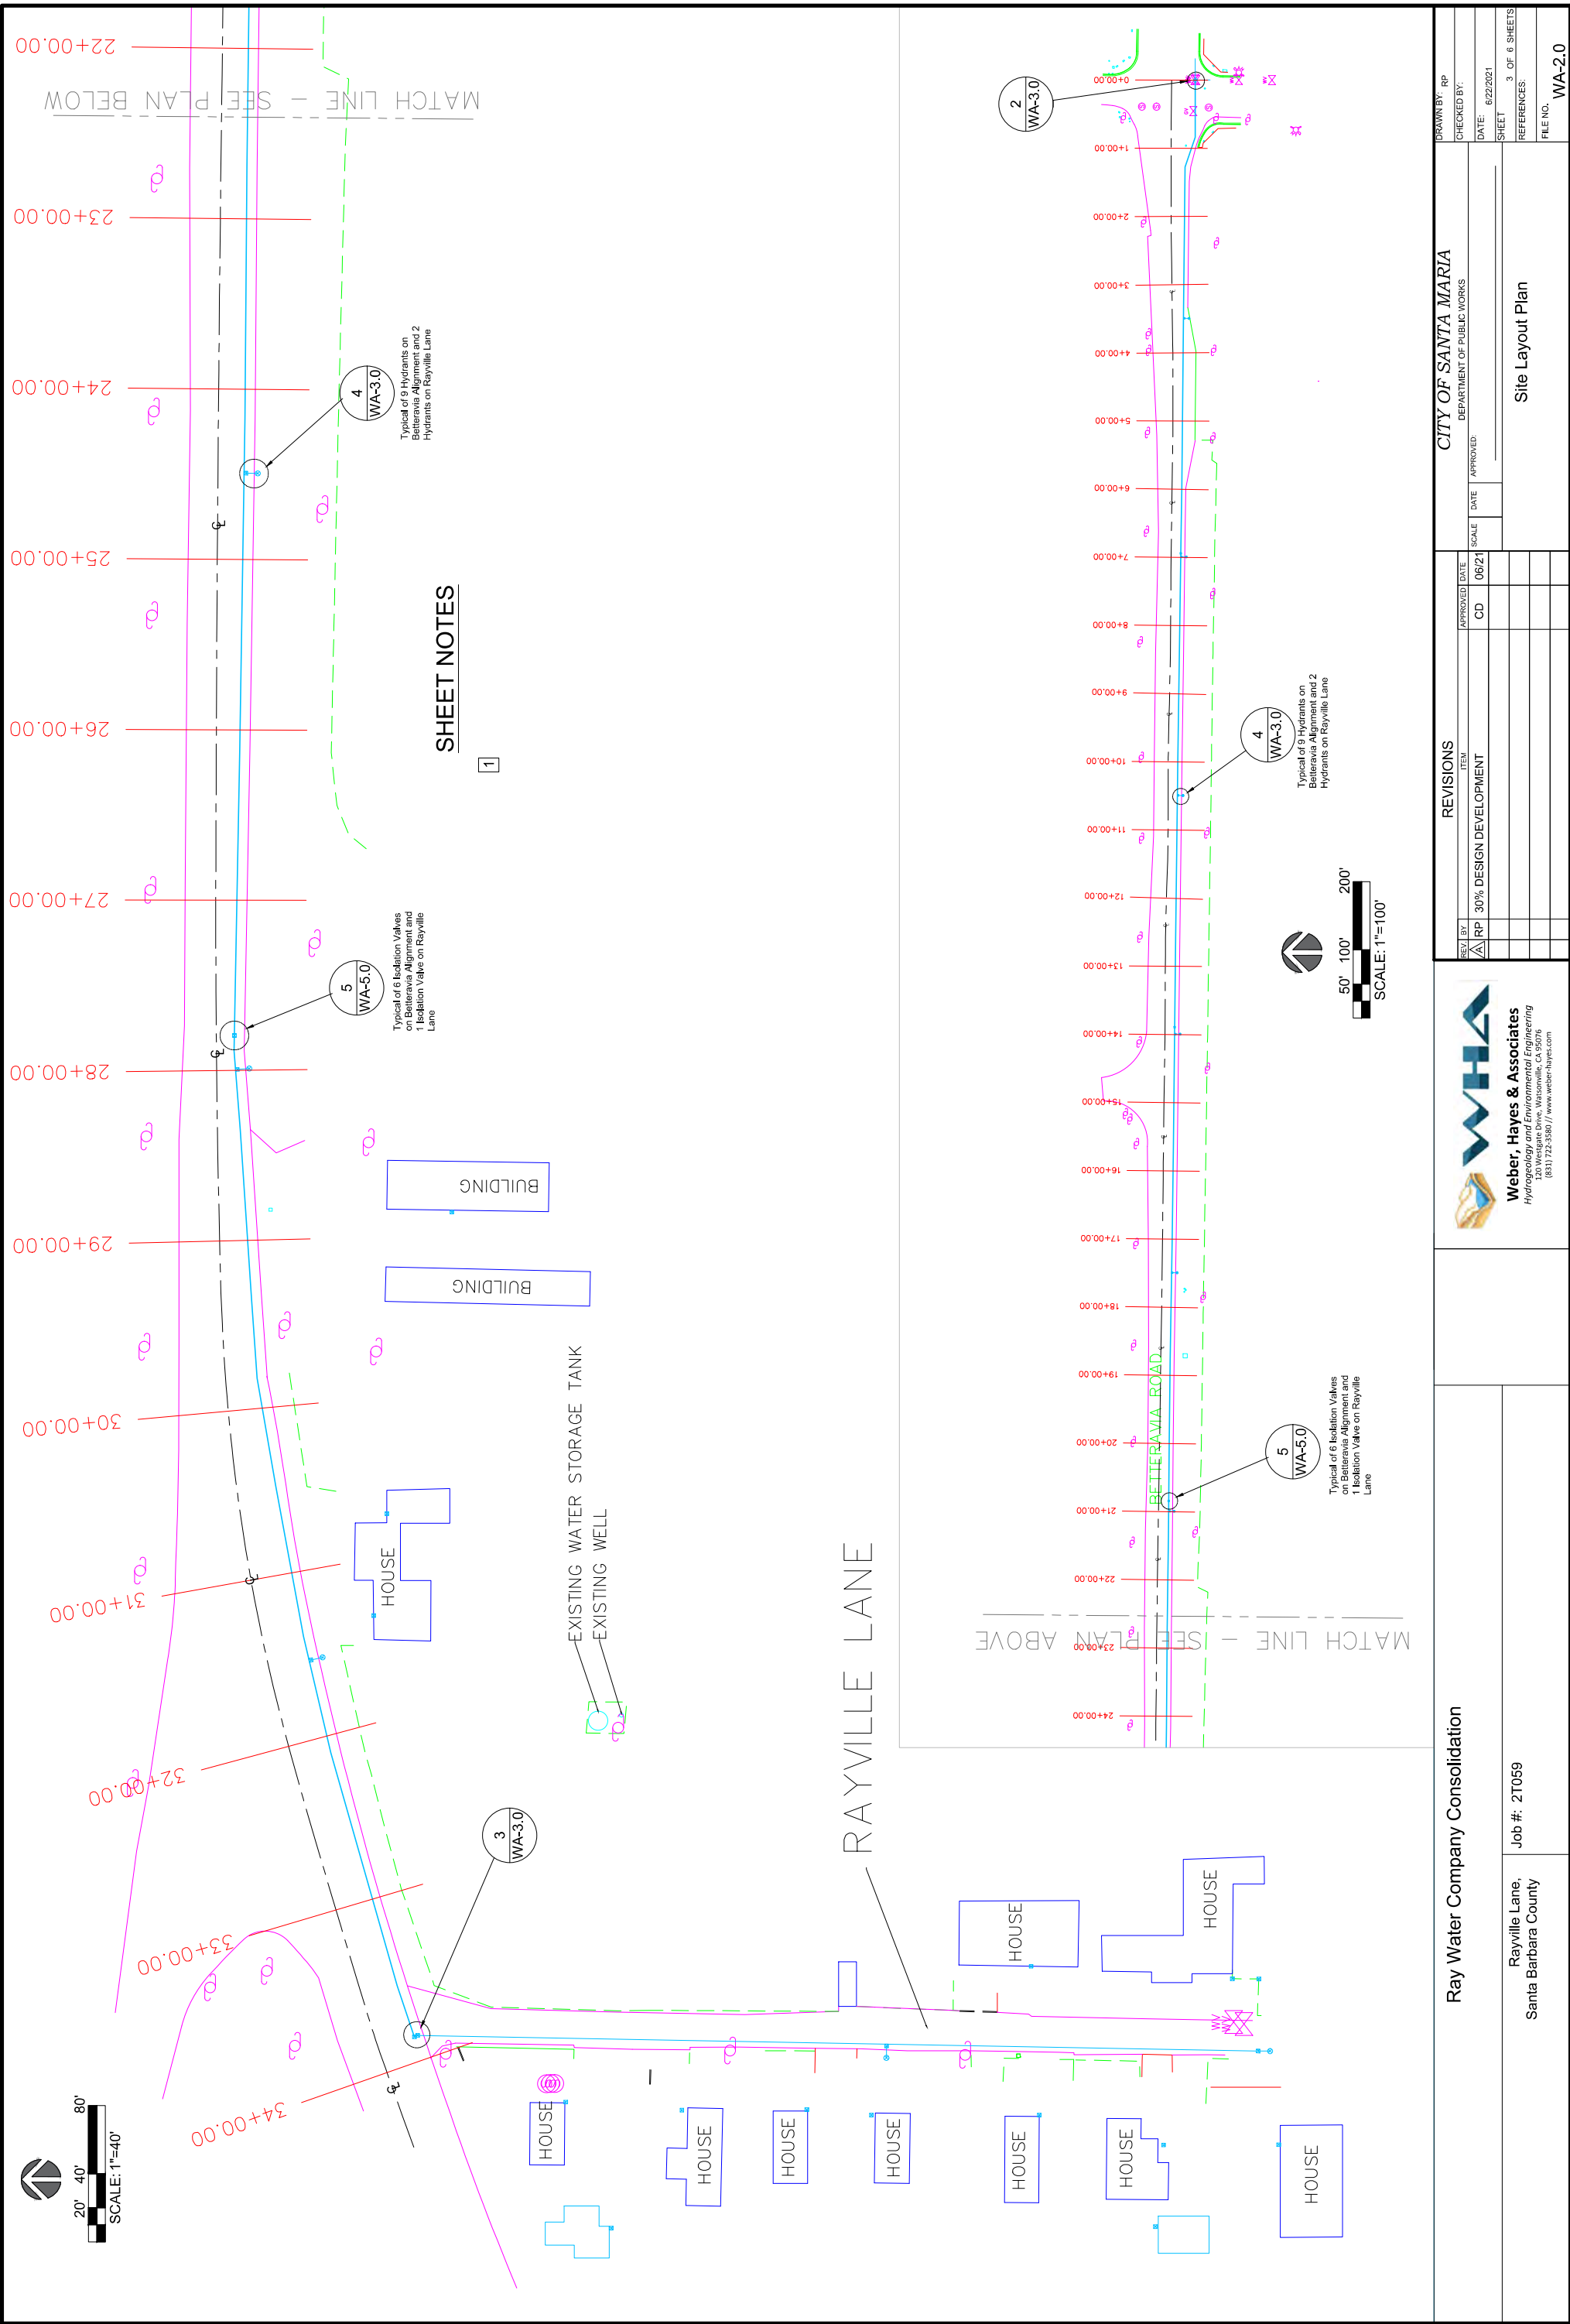 20' 40' 80'
SCALE: 1"=40'
34+00.00
33+00.00
32+00.00
31+00.00
30+00.00
29+00.00
28+00.00
27+00.00
26+00.00
25+00.00
24+00.00
23+00.00
22+00.00
MATCH LINE – SEE PLAN BELOW
3
WA-3.0
5
WA-5.0
Typical of 6 Isolation Valves
on Betteravia Alignment and
1 Isolation Valve on Rayville
Lane
4
WA-3.0
Typical of 9 Hydrants on
Betteravia Alignment and 2
Hydrants on Rayville Lane
SHEET NOTES
1
HOUSE
BUILDING
BUILDING
EXISTING WATER STORAGE TANK
EXISTING WELL
RAYVILLE LANE
HOUSE
HOUSE
HOUSE
HOUSE
HOUSE
HOUSE
HOUSE
HOUSE
HOUSE
MATCH LINE – SEE PLAN ABOVE
24+00.00
23+00.00
22+00.00
21+00.00
20+00.00
19+00.00
18+00.00
17+00.00
16+00.00
15+00.00
14+00.00
13+00.00
12+00.00
11+00.00
10+00.00
9+00.00
8+00.00
7+00.00
6+00.00
5+00.00
4+00.00
3+00.00
2+00.00
1+00.00
0+00.00
BETTERAVIA ROAD
2
WA-3.0
5
WA-5.0
Typical of 6 Isolation Valves
on Betteravia Alignment and
1 Isolation Valve on Rayville
Lane
4
WA-3.0
Typical of 9 Hydrants on
Betteravia Alignment and 2
Hydrants on Rayville Lane
50' 100' 200'
SCALE: 1"=100'
Ray Water Company Consolidation
Rayville Lane,
Santa Barbara County
Job #: 2T059
WHA
Weber, Hayes & Associates
Hydrogeology and Environmental Engineering
120 Westgate Drive, Watsonville, CA 95076
(831) 722-3580 // www.weber-hayes.com
REVISIONS
REV. BY ITEM APPROVED DATE
A RP 30% DESIGN DEVELOPMENT CD 06/21
CITY OF SANTA MARIA
DEPARTMENT OF PUBLIC WORKS
SCALE DATE APPROVED:
Site Layout Plan
DRAWN BY: RP
CHECKED BY:
DATE: 6/22/2021
SHEET 3 OF 6 SHEETS
REFERENCES:
FILE NO. WA-2.0